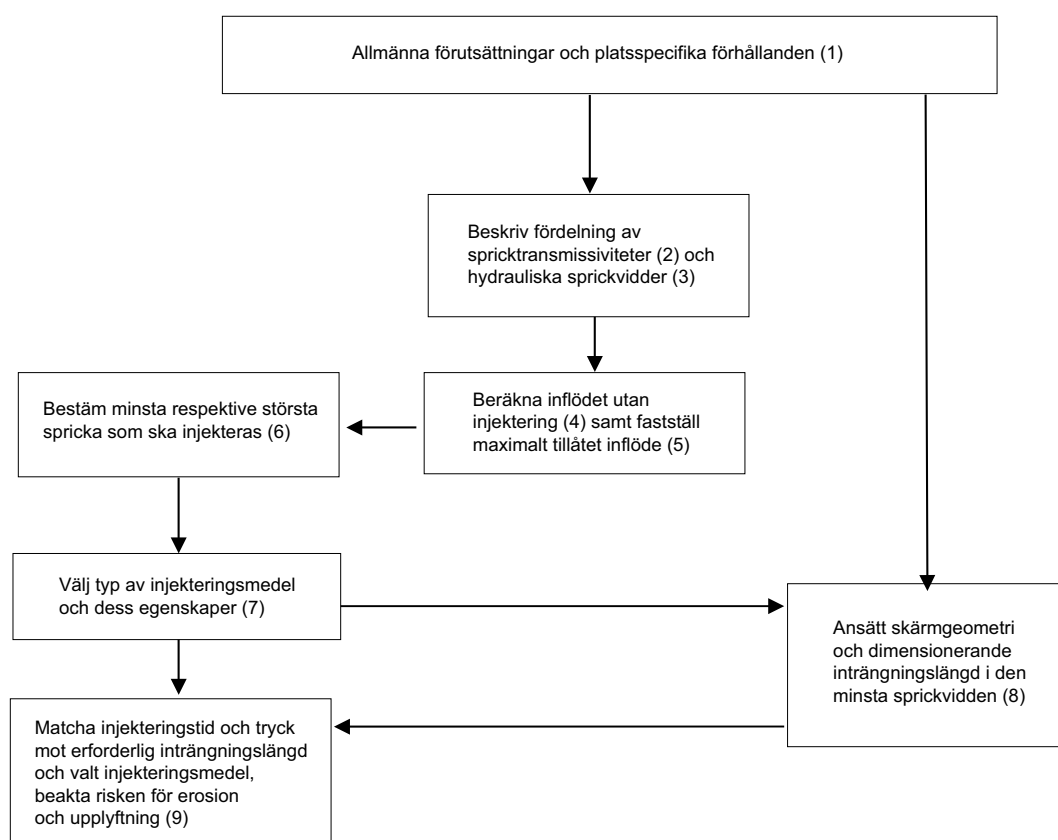 Allmänna förutsättningar och platsspecifika förhållanden (1)
Beskriv fördelning av
spricktransmissiviteter (2) och
hydrauliska sprickvidder (3)
Beräkna inflödet utan
injektering (4) samt fastställ
maximalt tillåtet inflöde (5)
Bestäm minsta respektive största
spricka som ska injekteras (6)
Välj typ av injekteringsmedel
och dess egenskaper (7)
Ansätt skärmgeometri
och dimensionerande
inträngningslängd i den
minsta sprickvidden (8)
Matcha injekteringstid och tryck
mot erforderlig inträngningslängd
och valt injekteringsmedel,
beakta risken för erosion
och upplyftning (9)